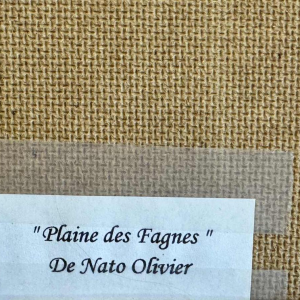 "Plaine des Fagnes"
De Nato Olivier